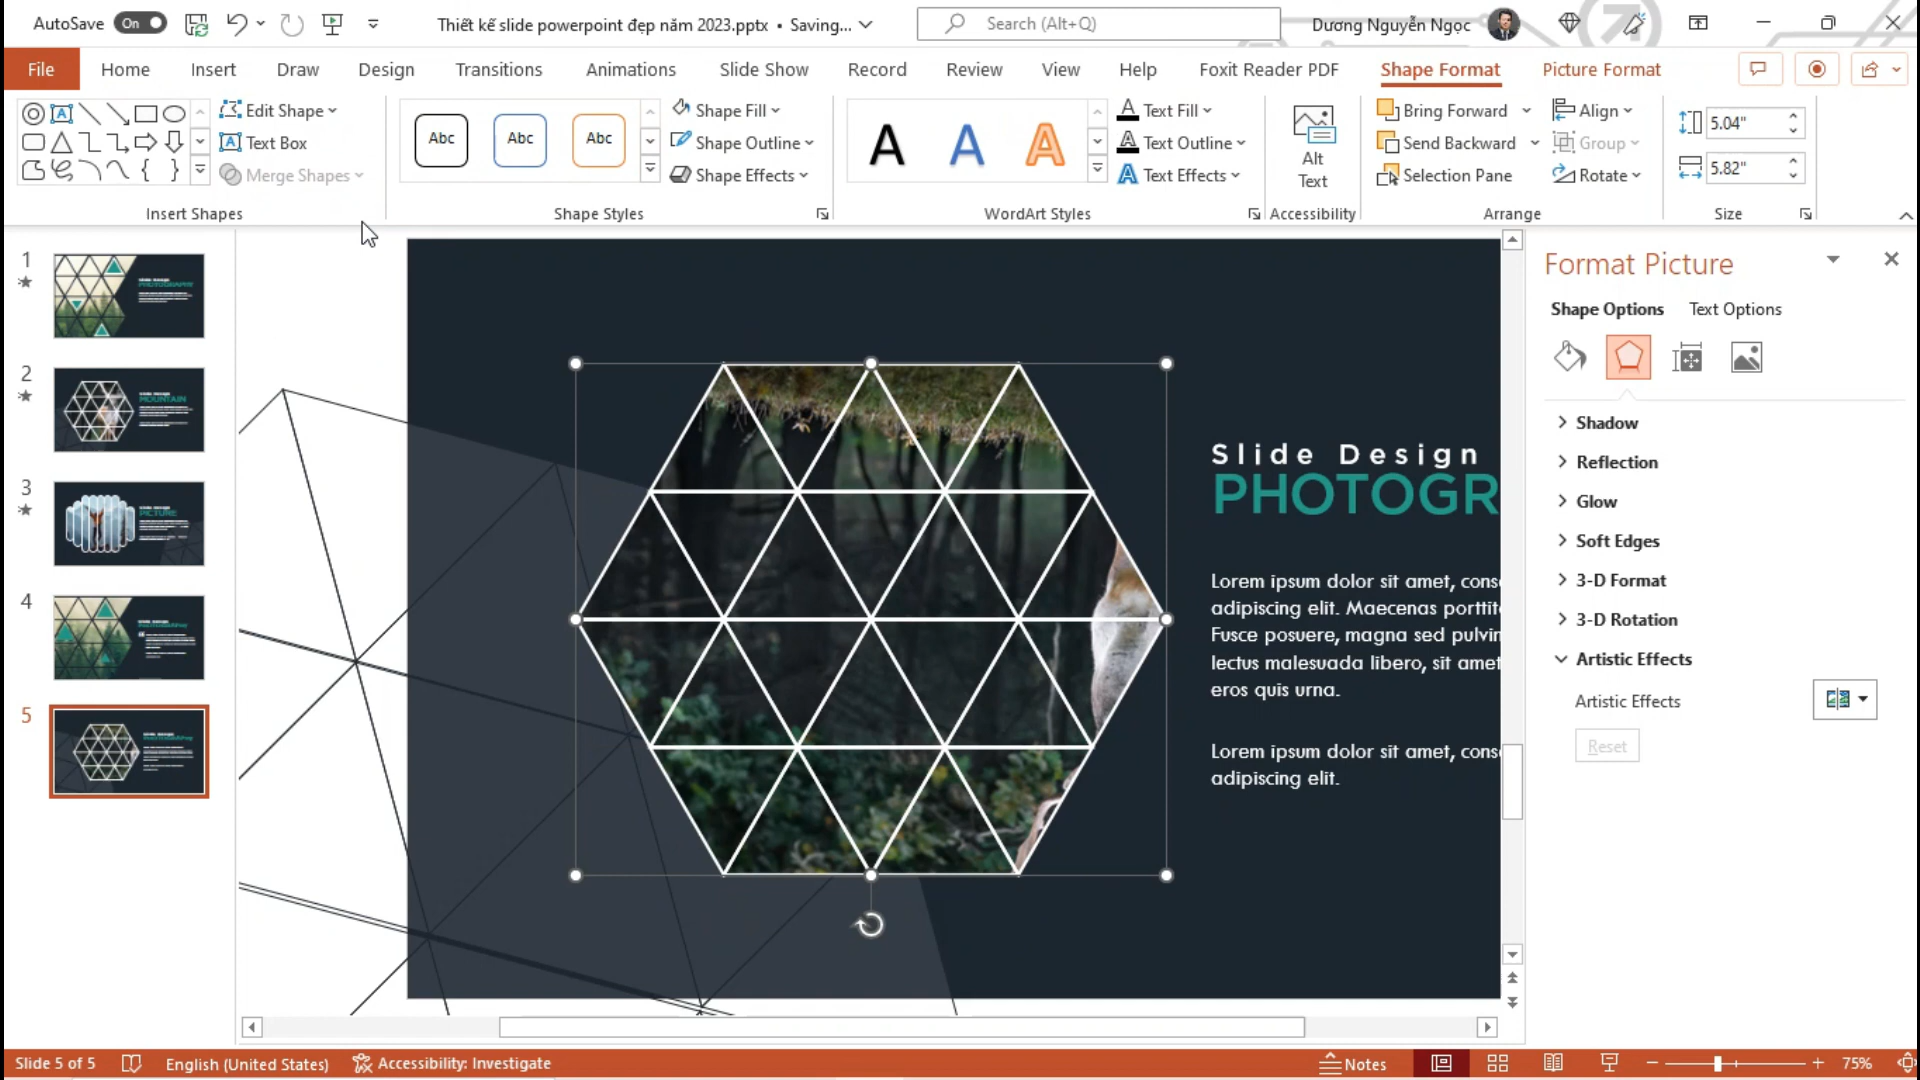 AutoSave On Thiết kế slide powerpoint đẹp năm 2023.pptx • Saving... Search (Alt+Q) Dương Nguyễn Ngọc
File Home Insert Draw Design Transitions Animations Slide Show Record Review View Help Foxit Reader PDF Shape Format Picture Format
Edit Shape
Text Box
Merge Shapes
Insert Shapes
Abc Abc Abc
Shape Fill
Shape Outline
Shape Effects
Shape Styles
A A A
Text Fill
Text Outline
Text Effects
WordArt Styles
Alt
Text
Accessibility
Bring Forward
Send Backward
Selection Pane
Align
Group
Rotate
Arrange
5.04"
5.82"
Size
1
2
3
4
5
Slide Design
MOUNTAIN
Slide Design
PICTURE
Slide Design
PHOTOGR
Lorem ipsum dolor sit amet, cons
adipiscing elit. Maecenas portti
Fusce posuere, magna sed pulvin
lectus malesuada libero, sit amet
eros quis urna.
Lorem ipsum dolor sit amet, cons
adipiscing elit.
Format Picture
Shape Options Text Options
Shadow
Reflection
Glow
Soft Edges
3-D Format
3-D Rotation
Artistic Effects
Artistic Effects
Reset
Slide 5 of 5 English (United States) Accessibility: Investigate Notes 75%